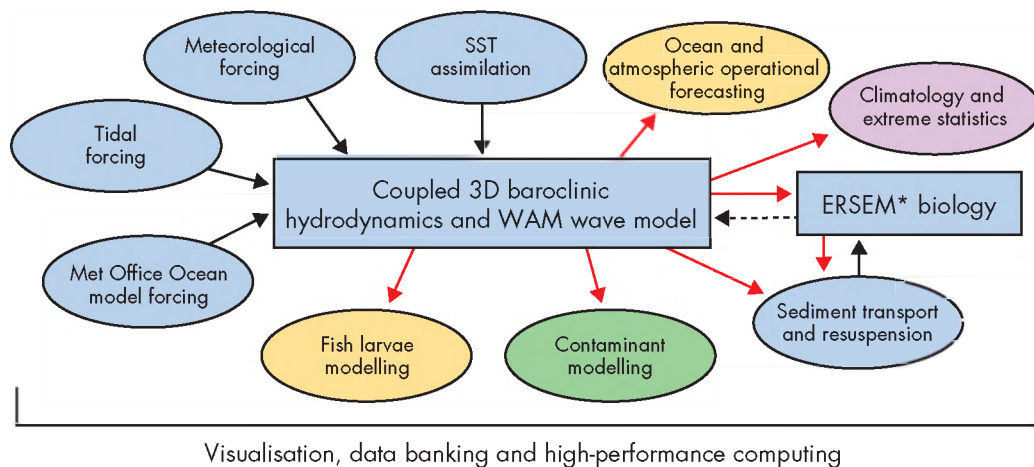 Meteorological
forcing
SST
assimilation
Ocean and
atmospheric operational
forecasting
Climatology and
extreme statistics
Tidal
forcing
Coupled 3D baroclinic
hydrodynamics and WAM wave model
ERSEM* biology
Met Office Ocean
model forcing
Fish larvae
modelling
Contaminant
modelling
Sediment transport
and resuspension
Visualisation, data banking and high-performance computing